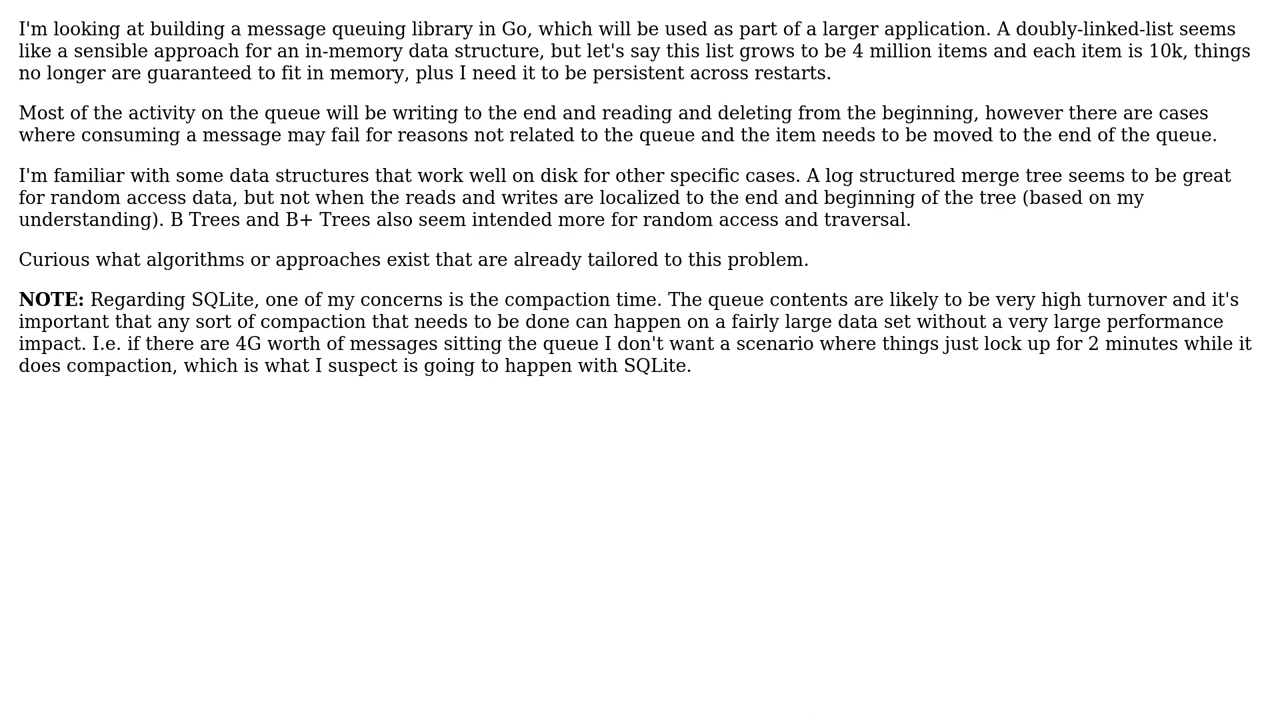 I'm looking at building a message queuing library in Go, which will be used as part of a larger application. A doubly-linked-list seems
like a sensible approach for an in-memory data structure, but let's say this list grows to be 4 million items and each item is 10k, things
no longer are guaranteed to fit in memory, plus I need it to be persistent across restarts.
Most of the activity on the queue will be writing to the end and reading and deleting from the beginning, however there are cases
where consuming a message may fail for reasons not related to the queue and the item needs to be moved to the end of the queue.
I'm familiar with some data structures that work well on disk for other specific cases. A log structured merge tree seems to be great
for random access data, but not when the reads and writes are localized to the end and beginning of the tree (based on my
understanding). B Trees and B+ Trees also seem intended more for random access and traversal.
Curious what algorithms or approaches exist that are already tailored to this problem.
NOTE: Regarding SQLite, one of my concerns is the compaction time. The queue contents are likely to be very high turnover and it's
important that any sort of compaction that needs to be done can happen on a fairly large data set without a very large performance
impact. I.e. if there are 4G worth of messages sitting the queue I don't want a scenario where things just lock up for 2 minutes while it
does compaction, which is what I suspect is going to happen with SQLite.